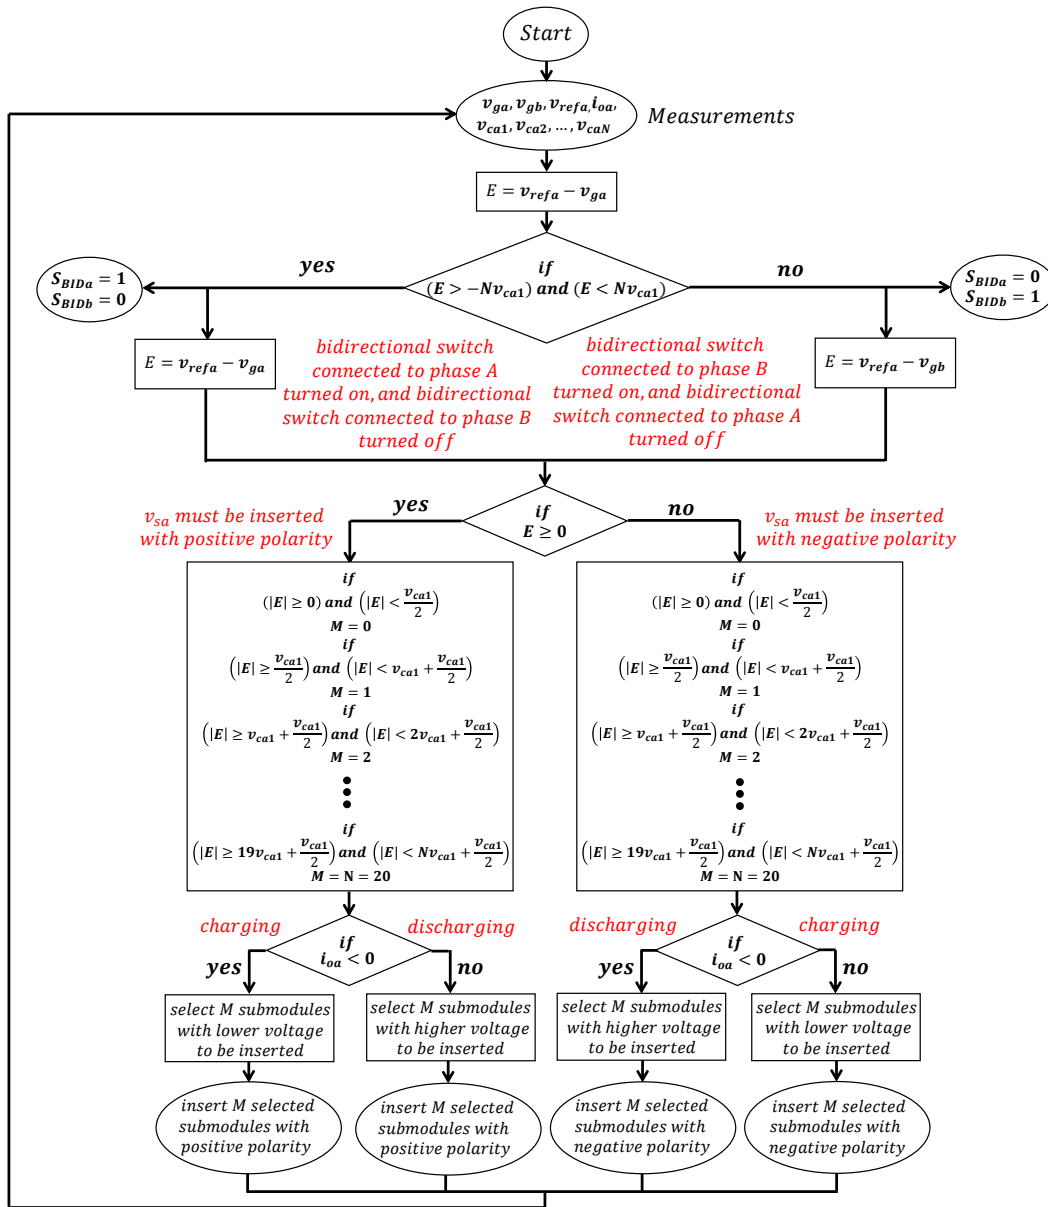 Start
v_ga, v_gb, v_refa, i_oa,
v_ca1, v_ca2, ..., v_caN
Measurements
E = v_refa − v_ga
yes
if
(E > −Nv_ca1) and (E < Nv_ca1)
no
S_BIDa = 1
S_BIDb = 0
S_BIDa = 0
S_BIDb = 1
E = v_refa − v_ga
bidirectional switch
connected to phase A
turned on, and bidirectional
switch connected to phase B
turned off
bidirectional switch
connected to phase B
turned on, and bidirectional
switch connected to phase A
turned off
E = v_refa − v_gb
yes
if
E ≥ 0
no
v_sa must be inserted
with positive polarity
v_sa must be inserted
with negative polarity
if
(|E| ≥ 0) and (|E| < v_ca1/2)
M = 0
if
(|E| ≥ v_ca1/2) and (|E| < v_ca1 + v_ca1/2)
M = 1
if
(|E| ≥ v_ca1 + v_ca1/2) and (|E| < 2v_ca1 + v_ca1/2)
M = 2
if
(|E| ≥ 19v_ca1 + v_ca1/2) and (|E| < Nv_ca1 + v_ca1/2)
M = N = 20
if
(|E| ≥ 0) and (|E| < v_ca1/2)
M = 0
if
(|E| ≥ v_ca1/2) and (|E| < v_ca1 + v_ca1/2)
M = 1
if
(|E| ≥ v_ca1 + v_ca1/2) and (|E| < 2v_ca1 + v_ca1/2)
M = 2
if
(|E| ≥ 19v_ca1 + v_ca1/2) and (|E| < Nv_ca1 + v_ca1/2)
M = N = 20
charging
discharging
if
i_oa < 0
yes
no
discharging
charging
if
i_oa < 0
yes
no
select M submodules
with lower voltage
to be inserted
select M submodules
with higher voltage
to be inserted
select M submodules
with higher voltage
to be inserted
select M submodules
with lower voltage
to be inserted
insert M selected
submodules with
positive polarity
insert M selected
submodules with
positive polarity
insert M selected
submodules with
negative polarity
insert M selected
submodules with
negative polarity